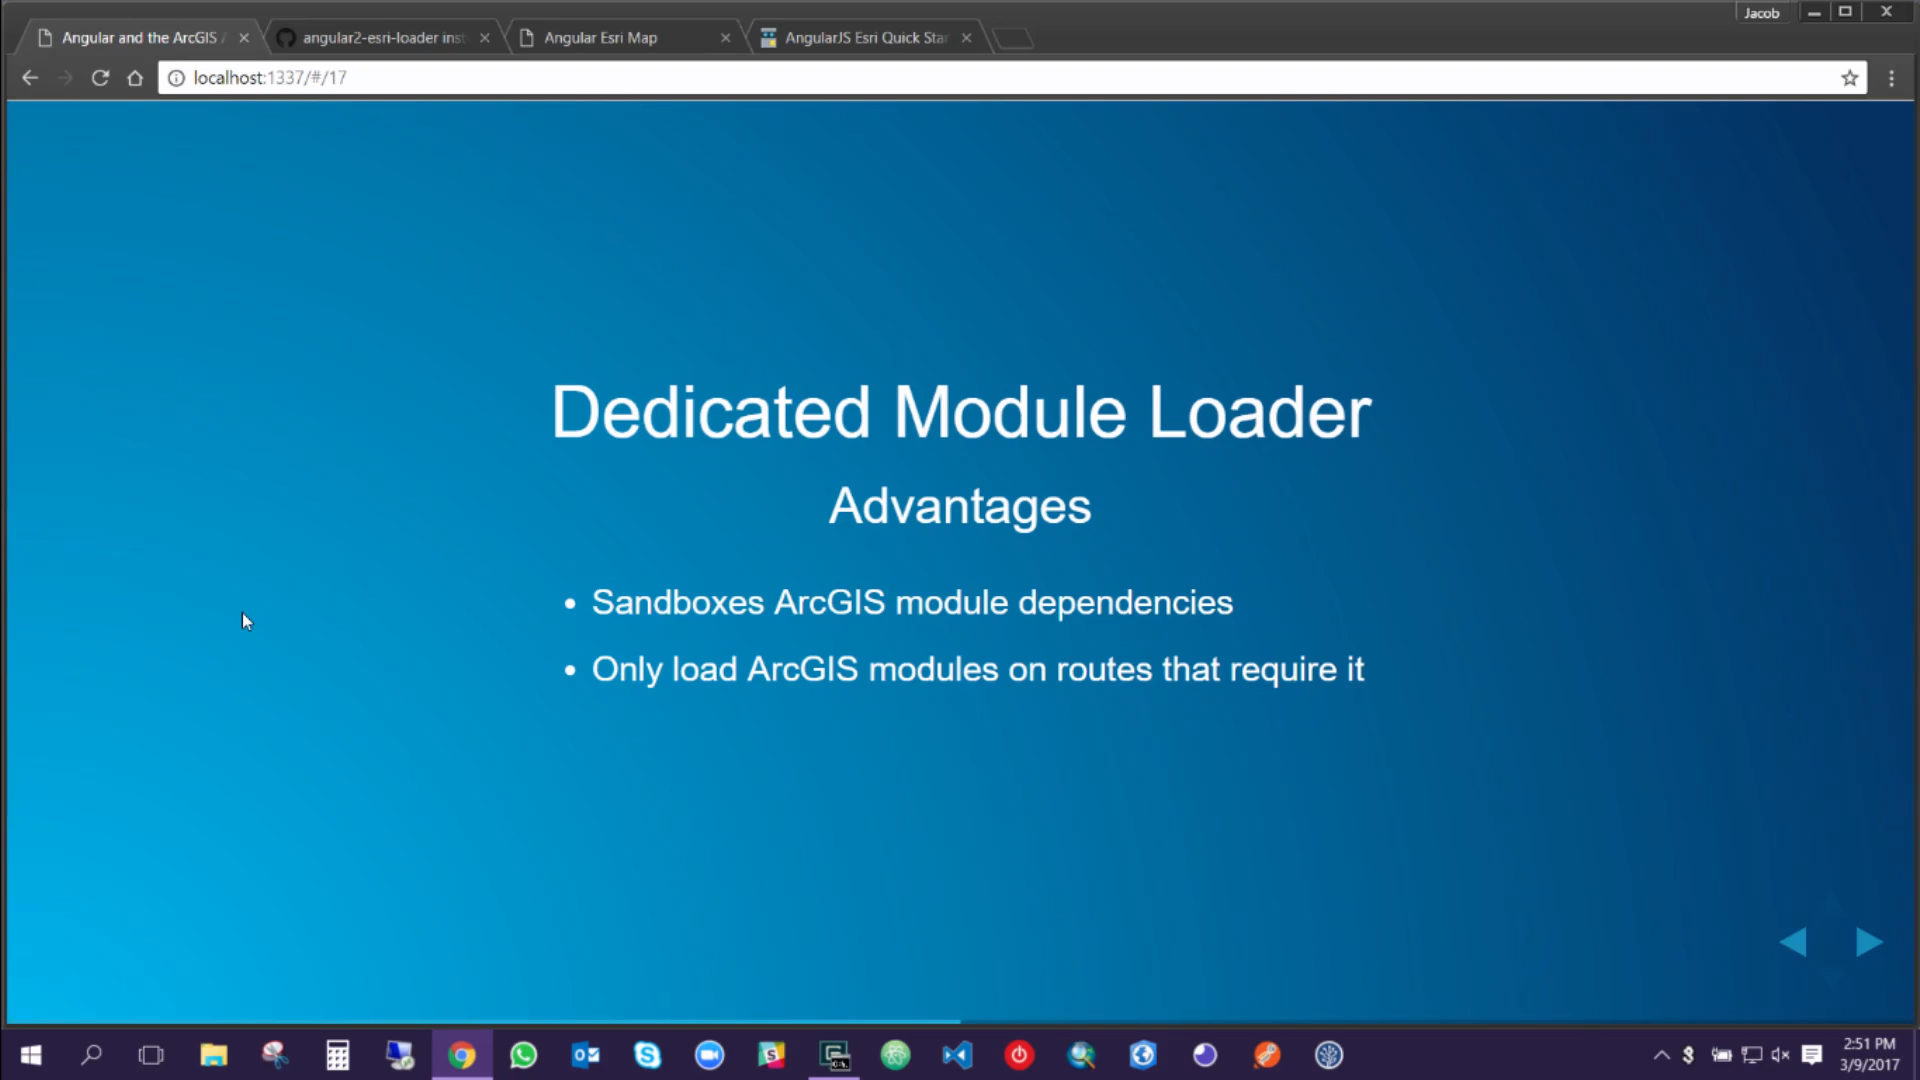 Jacob
Angular and the ArcGIS
angular2-esri-loader inst
Angular Esri Map
AngularJS Esri Quick Star
localhost:1337/#/17
Dedicated Module Loader
Advantages
• Sandboxes ArcGIS module dependencies
• Only load ArcGIS modules on routes that require it
2:51 PM
3/9/2017